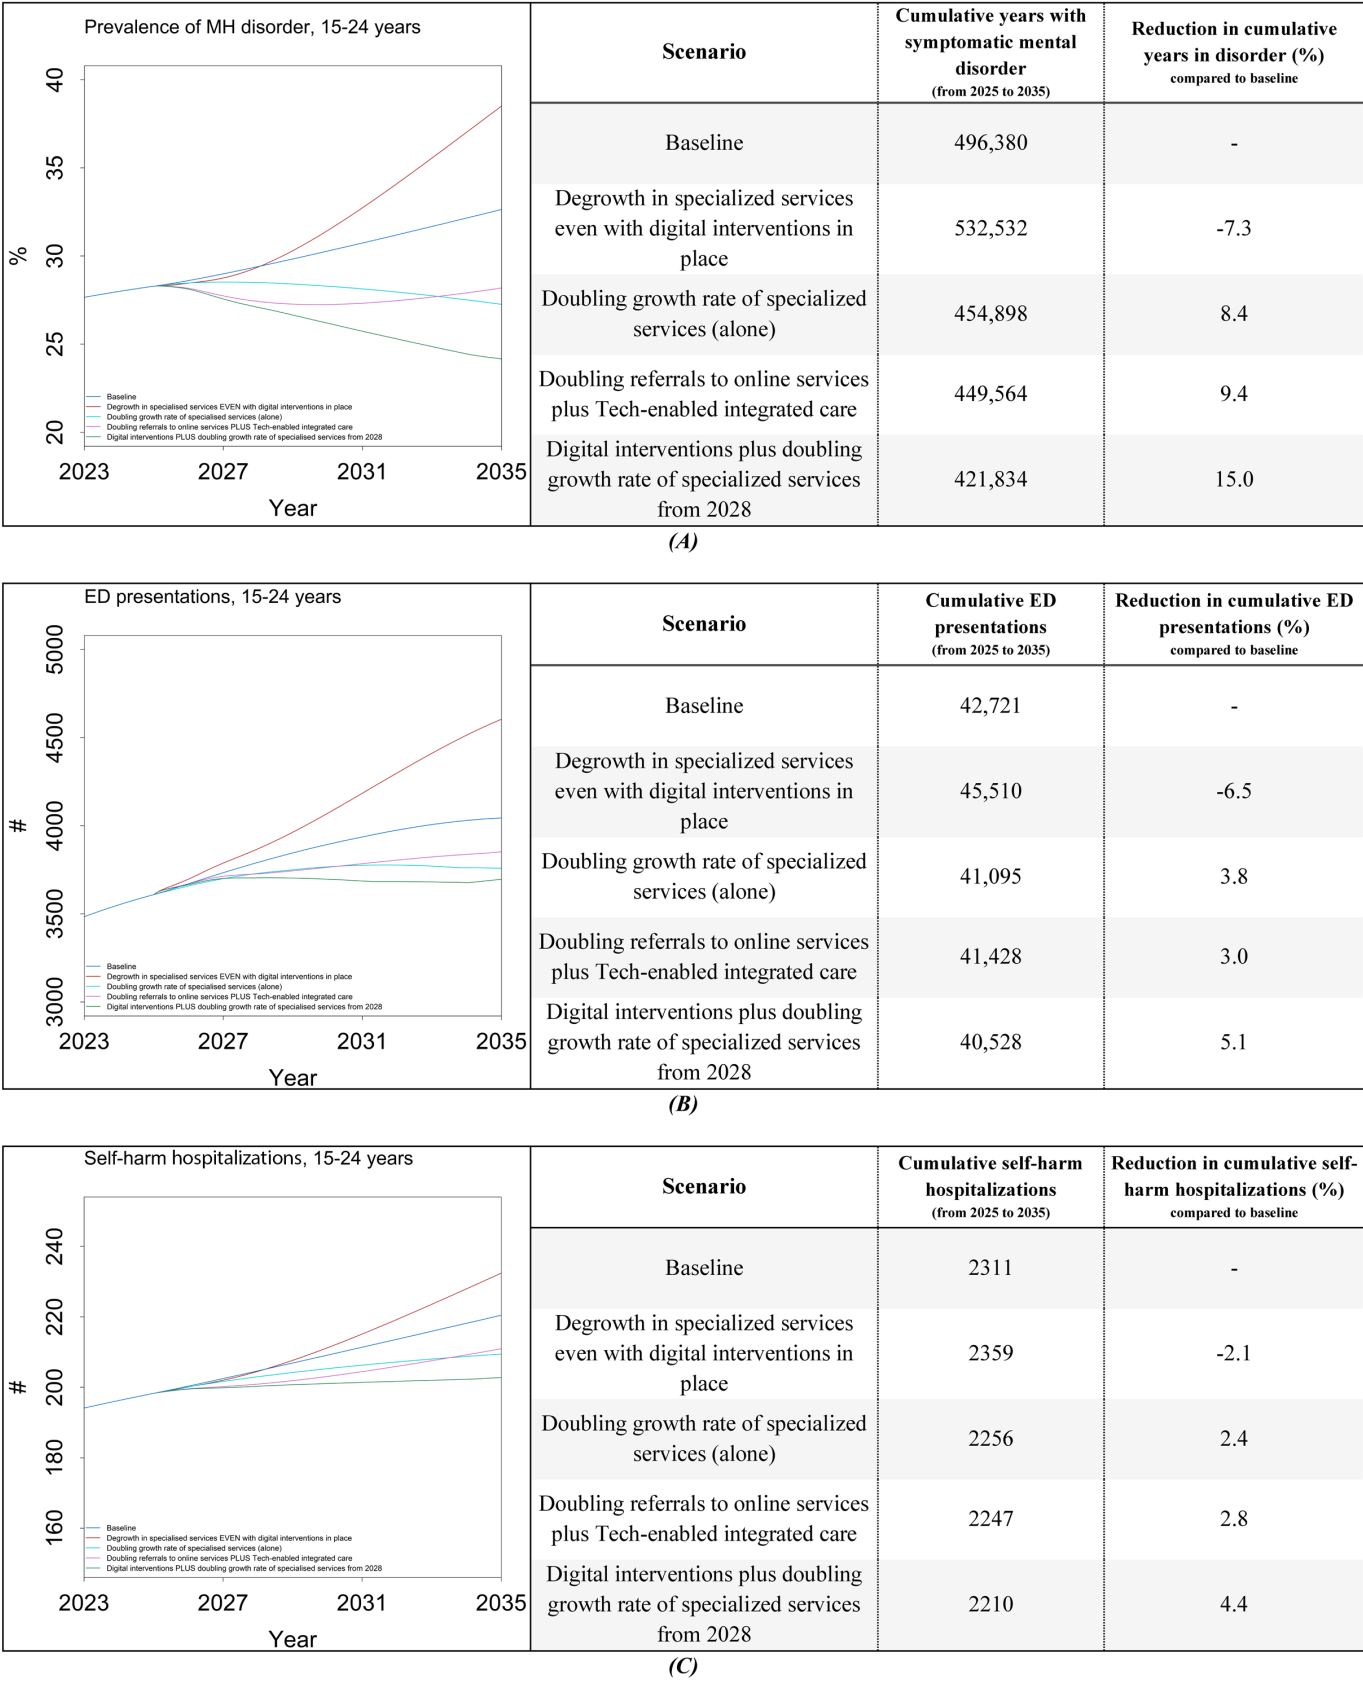 Prevalence of MH disorder, 15-24 years
40
35
30
25
20
%
Baseline
Degrowth in specialised services EVEN with digital interventions in place
Doubling growth rate of specialised services (alone)
Doubling referrals to online services PLUS Tech-enabled integrated care
Digital interventions PLUS doubling growth rate of specialised services from 2028
2023 2027 2031 2035
Year
Scenario
Cumulative years with
symptomatic mental
disorder
(from 2025 to 2035)
Reduction in cumulative
years in disorder (%)
compared to baseline
Baseline 496,380 -
Degrowth in specialized services
even with digital interventions in
place
532,532 -7.3
Doubling growth rate of specialized
services (alone)
454,898 8.4
Doubling referrals to online services
plus Tech-enabled integrated care
449,564 9.4
Digital interventions plus doubling
growth rate of specialized services
from 2028
421,834 15.0
(A)
ED presentations, 15-24 years
5000
4500
4000
3500
3000
#
Baseline
Degrowth in specialised services EVEN with digital interventions in place
Doubling growth rate of specialised services (alone)
Doubling referrals to online services PLUS Tech-enabled integrated care
Digital interventions PLUS doubling growth rate of specialised services from 2028
2023 2027 2031 2035
Year
Scenario
Cumulative ED
presentations
(from 2025 to 2035)
Reduction in cumulative ED
presentations (%)
compared to baseline
Baseline 42,721 -
Degrowth in specialized services
even with digital interventions in
place
45,510 -6.5
Doubling growth rate of specialized
services (alone)
41,095 3.8
Doubling referrals to online services
plus Tech-enabled integrated care
41,428 3.0
Digital interventions plus doubling
growth rate of specialized services
from 2028
40,528 5.1
(B)
Self-harm hospitalizations, 15-24 years
240
220
200
180
160
#
Baseline
Degrowth in specialised services EVEN with digital interventions in place
Doubling growth rate of specialised services (alone)
Doubling referrals to online services PLUS Tech-enabled integrated care
Digital interventions PLUS doubling growth rate of specialised services from 2028
2023 2027 2031 2035
Year
Scenario
Cumulative self-harm
hospitalizations
(from 2025 to 2035)
Reduction in cumulative self-
harm hospitalizations (%)
compared to baseline
Baseline 2311 -
Degrowth in specialized services
even with digital interventions in
place
2359 -2.1
Doubling growth rate of specialized
services (alone)
2256 2.4
Doubling referrals to online services
plus Tech-enabled integrated care
2247 2.8
Digital interventions plus doubling
growth rate of specialized services
from 2028
2210 4.4
(C)